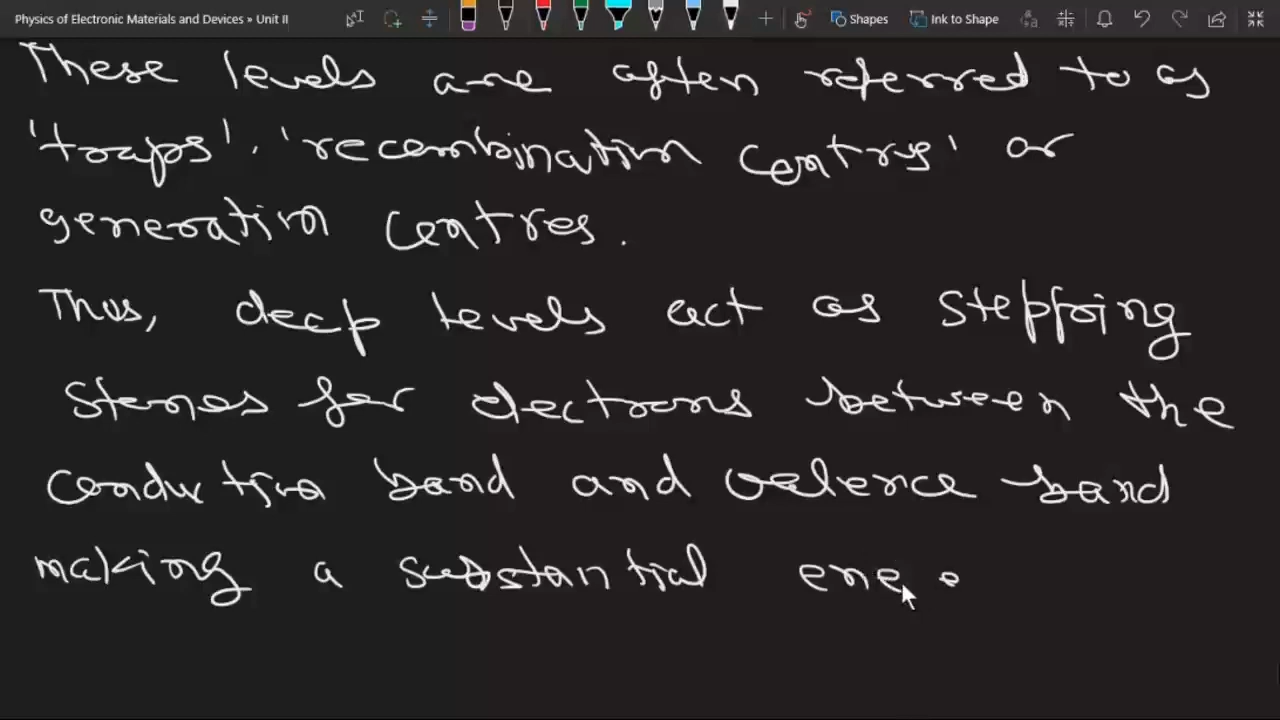 Physics of Electronic Materials and Devices » Unit II
Shapes
Ink to Shape
These levels are often referred to as
'traps'. 'recombination centrys' or
generation centres.
Thus, deep levels act as stepping
stones for electrons between the
conduction band and valence band
making a substantial ene